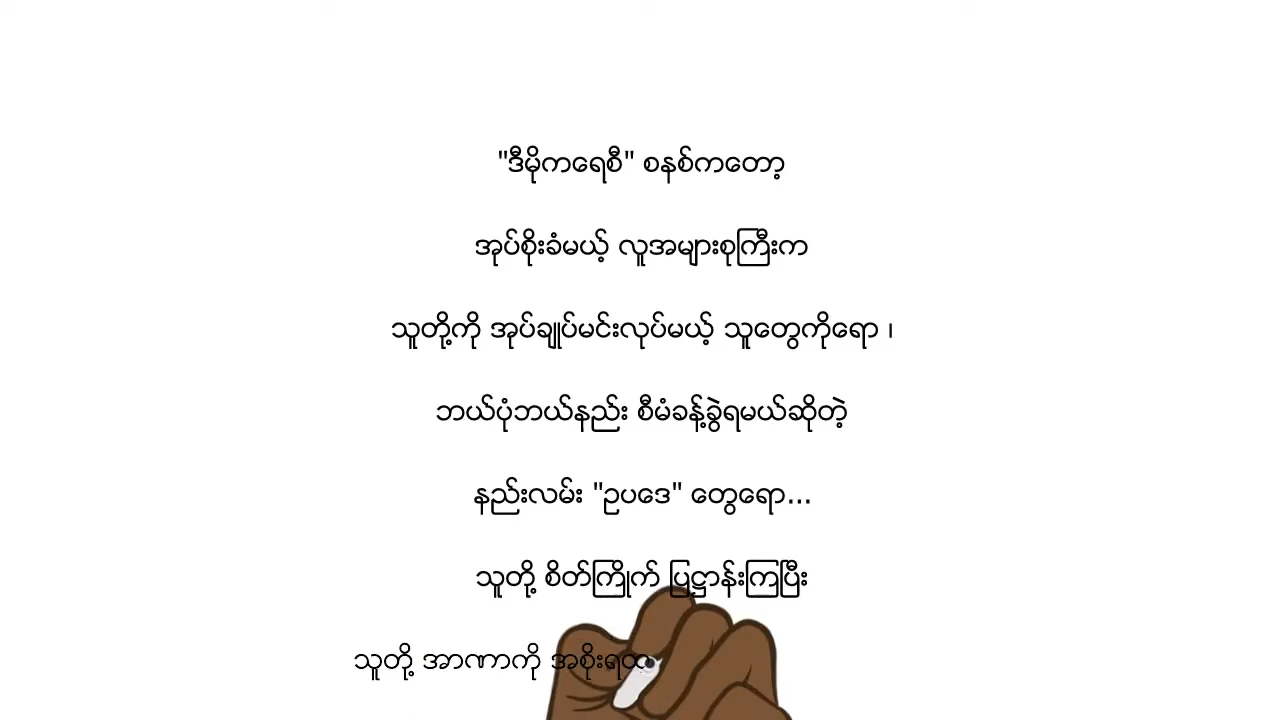 "ဒီမိုကရေစီ" စနစ်ကတော့
အုပ်စိုးခံမယ့် လူအများစုကြီးက
သူတို့ကို အုပ်ချုပ်မင်းလုပ်မယ့် သူတွေကိုရော ၊
ဘယ်ပုံဘယ်နည်း စီမံခန့်ခွဲရမယ်ဆိုတဲ့
နည်းလမ်း "ဥပဒေ" တွေရော...
သူတို့ စိတ်ကြိုက် ပြဋ္ဌာန်းကြပြီး
သူတို့ အာဏာကို